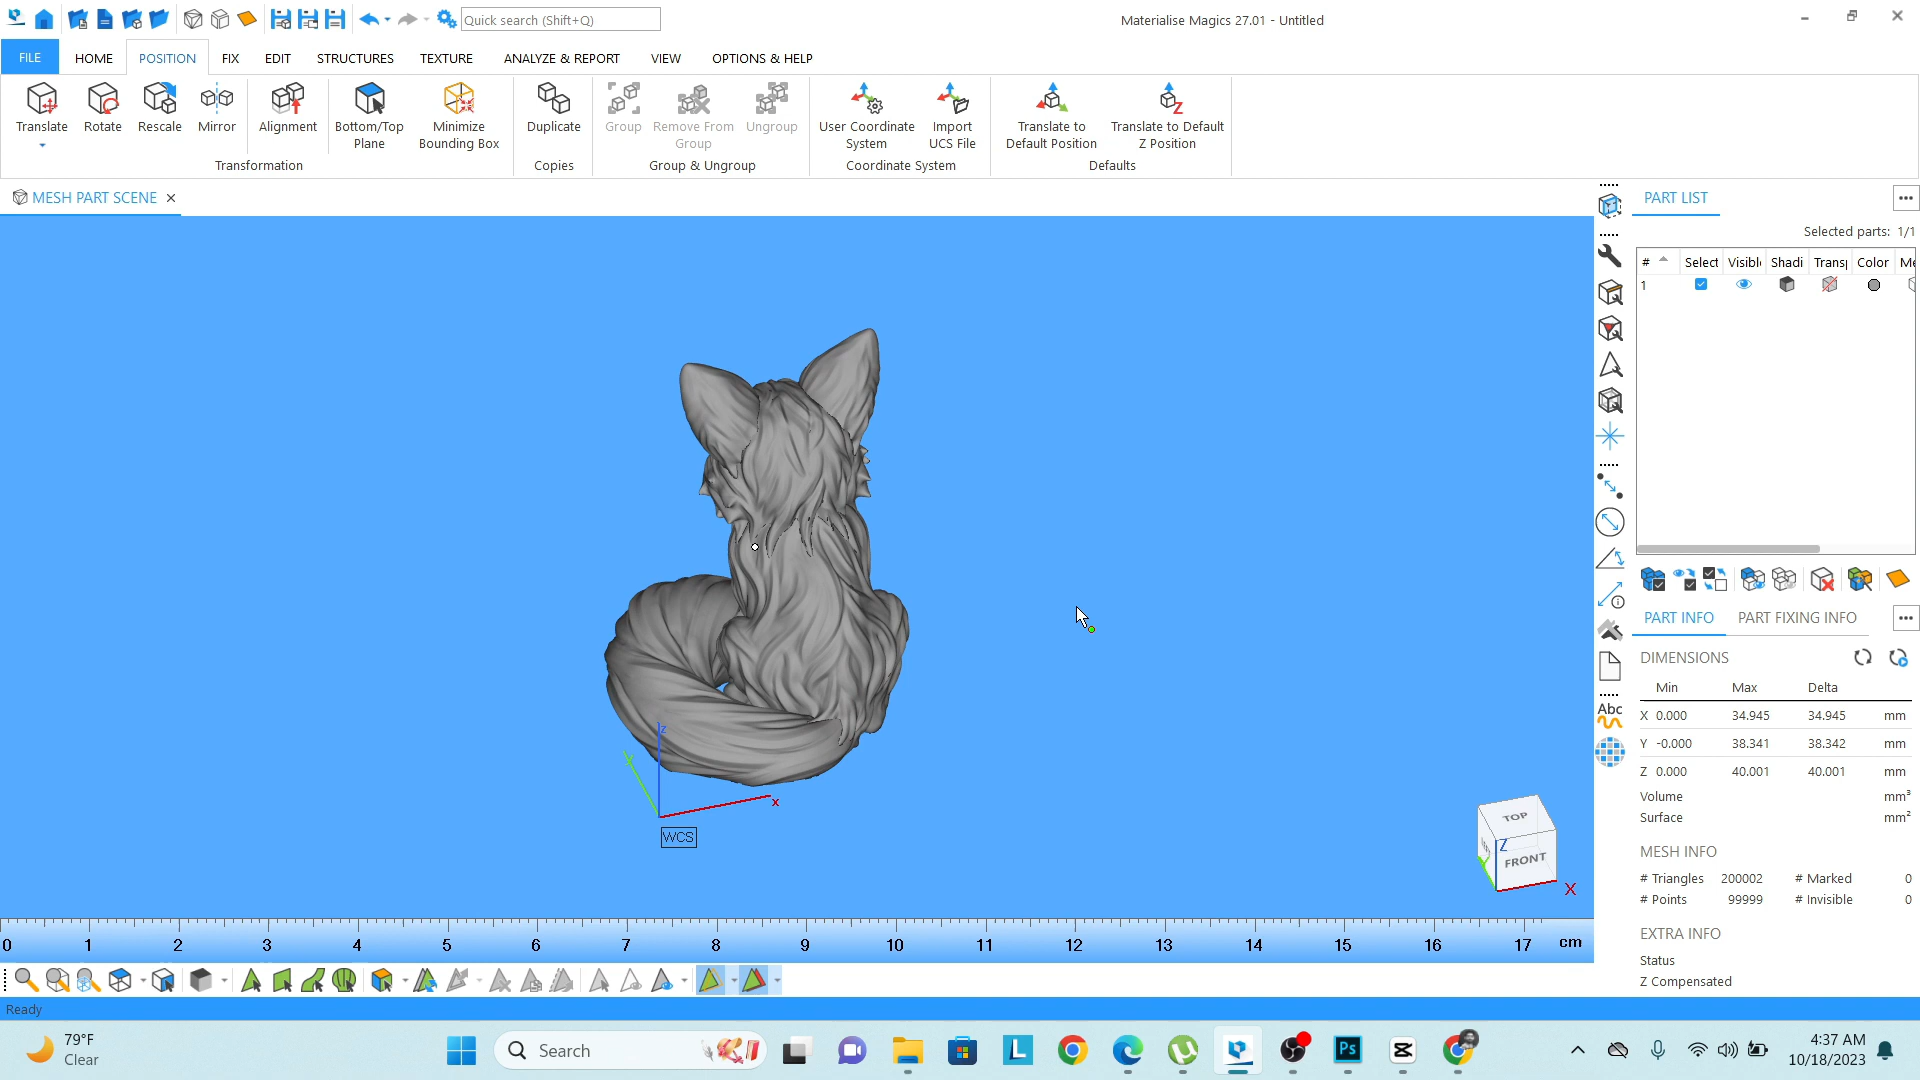 Quick search (Shift+Q)
Materialise Magics 27.01 - Untitled
FILE HOME POSITION FIX EDIT STRUCTURES TEXTURE ANALYZE & REPORT VIEW OPTIONS & HELP
Translate Rotate Rescale Mirror Alignment Bottom/Top Plane Minimize Bounding Box Duplicate Group Remove From Group Ungroup User Coordinate System Import UCS File Translate to Default Position Translate to Default Z Position
Transformation Copies Group & Ungroup Coordinate System Defaults
MESH PART SCENE
PART LIST
Selected parts: 1/1
# Select Visibl Shadi Transp Color Me
1
Abc
PART INFO PART FIXING INFO
DIMENSIONS
Min Max Delta
X 0.000 34.945 34.945 mm
Y -0.000 38.341 38.342 mm
Z 0.000 40.001 40.001 mm
Volume mm³
Surface mm²
MESH INFO
# Triangles 200002 # Marked 0
# Points 99999 # Invisible 0
EXTRA INFO
Status
Z Compensated
z
y
x
WCS
TOP
Z
FRONT
Y
X
0 1 2 3 4 5 6 7 8 9 10 11 12 13 14 15 16 17 cm
Ready
79°F
Clear
Search
L
Ps
4:37 AM
10/18/2023